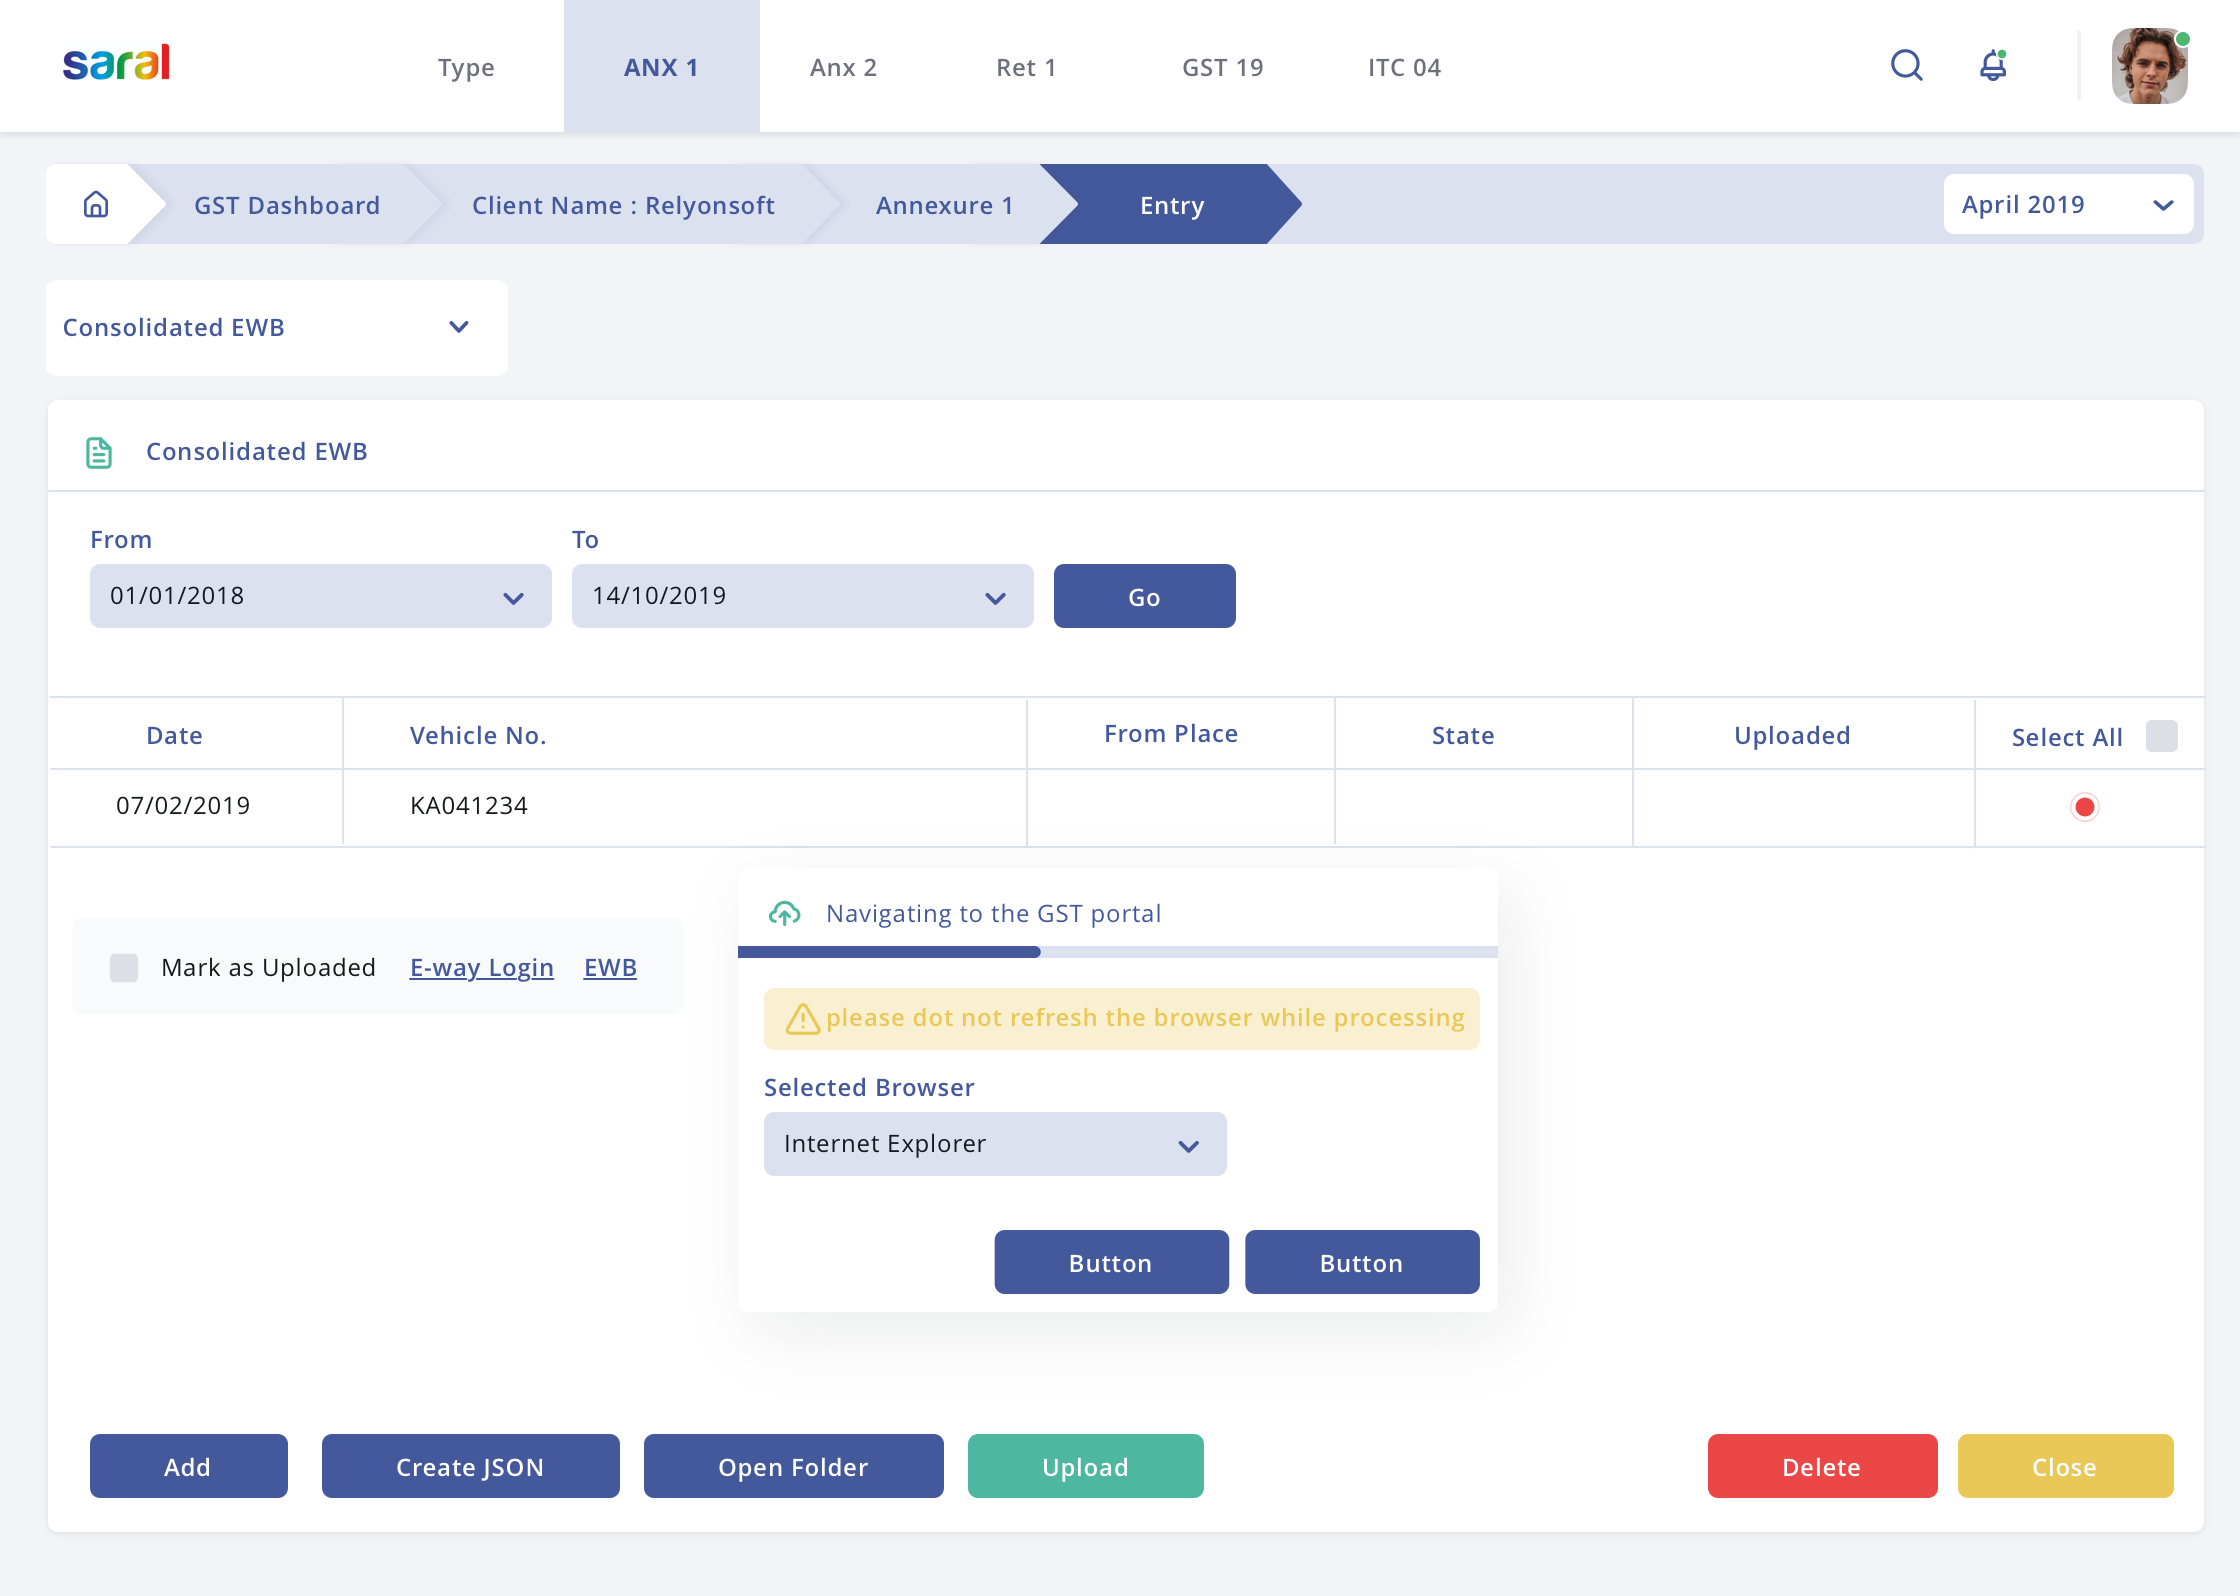 saral
Type ANX 1 Anx 2 Ret 1 GST 19 ITC 04
GST Dashboard Client Name : Relyonsoft Annexure 1 Entry April 2019
Consolidated EWB
Consolidated EWB
From To
01/01/2018 14/10/2019 Go
Date Vehicle No. From Place State Uploaded Select All
07/02/2019 KA041234
Mark as Uploaded E-way Login EWB
Navigating to the GST portal
please dot not refresh the browser while processing
Selected Browser
Internet Explorer
Button Button
Add Create JSON Open Folder Upload Delete Close